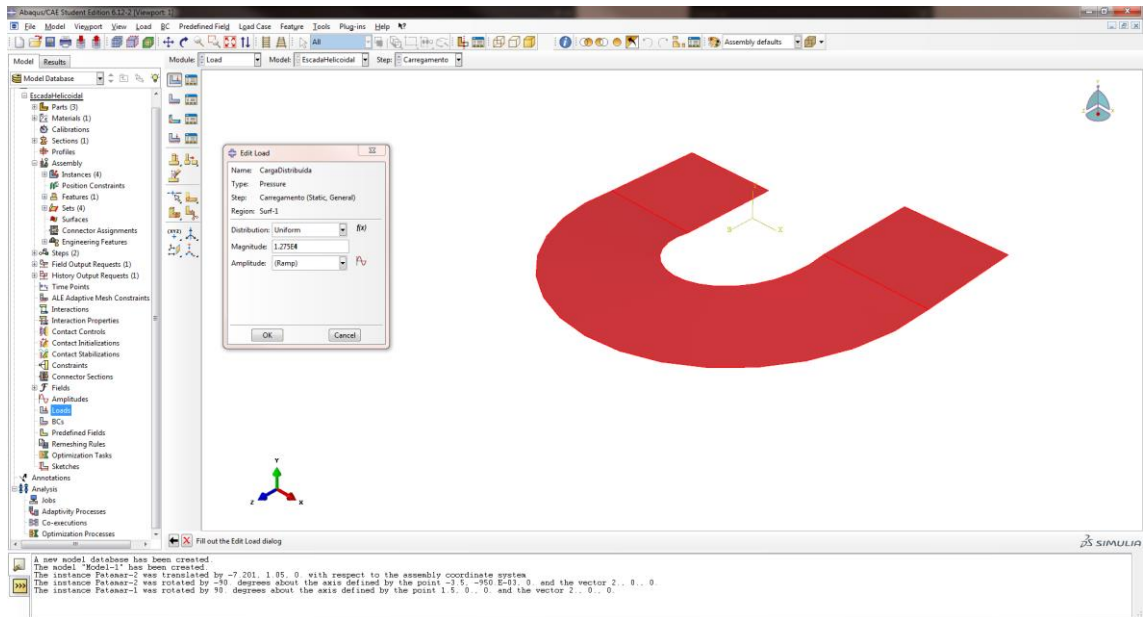 Abaqus/CAE Student Edition 6.12-2 [Viewport: 1]
File Model Viewport View Load BC Predefined Field Load Case Feature Tools Plug-ins Help
All
Assembly defaults
Model Results
Module: Load Model: EscadaHelicoidal Step: Carregamento
Model Database
EscadaHelicoidal
Parts (3)
Materials (1)
Calibrations
Sections (1)
Profiles
Assembly
Instances (4)
Position Constraints
Features (1)
Sets (4)
Surfaces
Connector Assignments
Engineering Features
Steps (2)
Field Output Requests (1)
History Output Requests (1)
Time Points
ALE Adaptive Mesh Constraints
Interactions
Interaction Properties
Contact Controls
Contact Initializations
Contact Stabilizations
Constraints
Connector Sections
Fields
Amplitudes
Loads
BCs
Predefined Fields
Remeshing Rules
Optimization Tasks
Sketches
Annotations
Analysis
Jobs
Adaptivity Processes
Co-executions
Optimization Processes
Edit Load
Name: CargaDistribuida
Type: Pressure
Step: Carregamento (Static, General)
Region: Surf-1
Distribution: Uniform f(x)
Magnitude: 1.275E4
Amplitude: (Ramp)
OK Cancel
Y
Z X
Fill out the Edit Load dialog
SIMULIA
A new model database has been created.
The model "Model-1" has been created.
The instance Patamar-2 was translated by -7.201, 1.05, 0. with respect to the assembly coordinate system
The instance Patamar-2 was rotated by -90. degrees about the axis defined by the point -3.5, -950.E-03, 0. and the vector 2., 0., 0.
The instance Patamar-1 was rotated by 90. degrees about the axis defined by the point 1.5, 0., 0. and the vector 2., 0., 0.